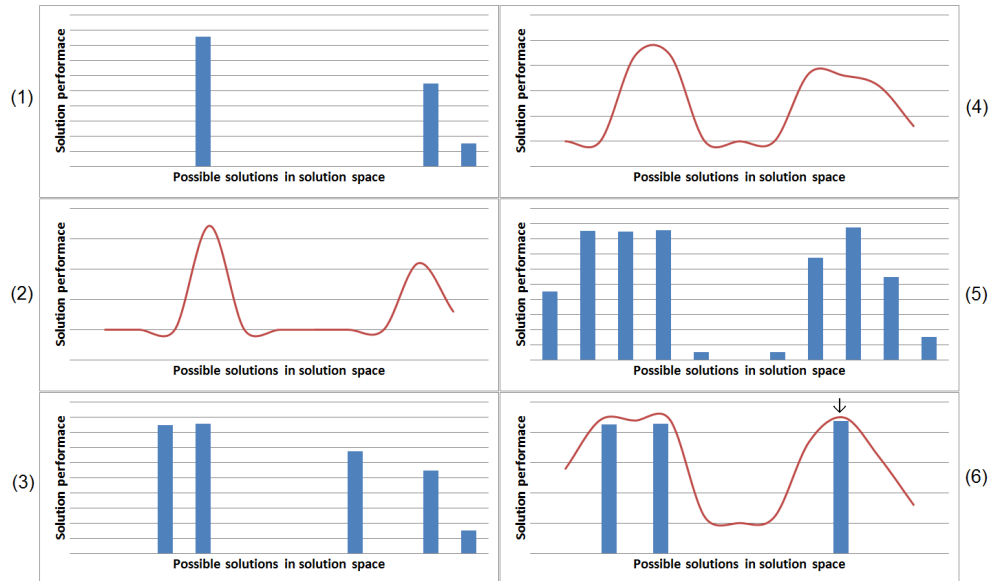 (1)
Solution performace
Possible solutions in solution space
(2)
Solution performace
Possible solutions in solution space
(3)
Solution performace
Possible solutions in solution space
(4)
Solution performace
Possible solutions in solution space
(5)
Solution performace
Possible solutions in solution space
(6)
Solution performace
Possible solutions in solution space